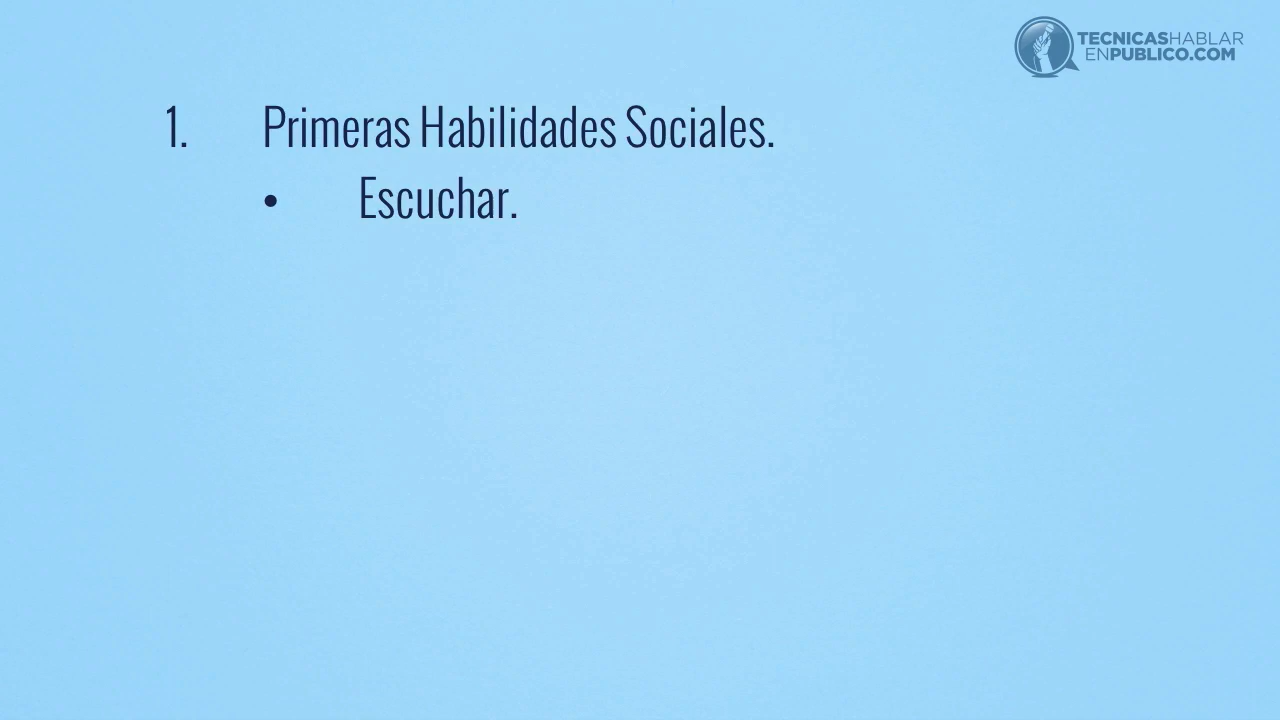 TECNICASHABLAR
ENPUBLICO.COM
1. Primeras Habilidades Sociales.
• Escuchar.